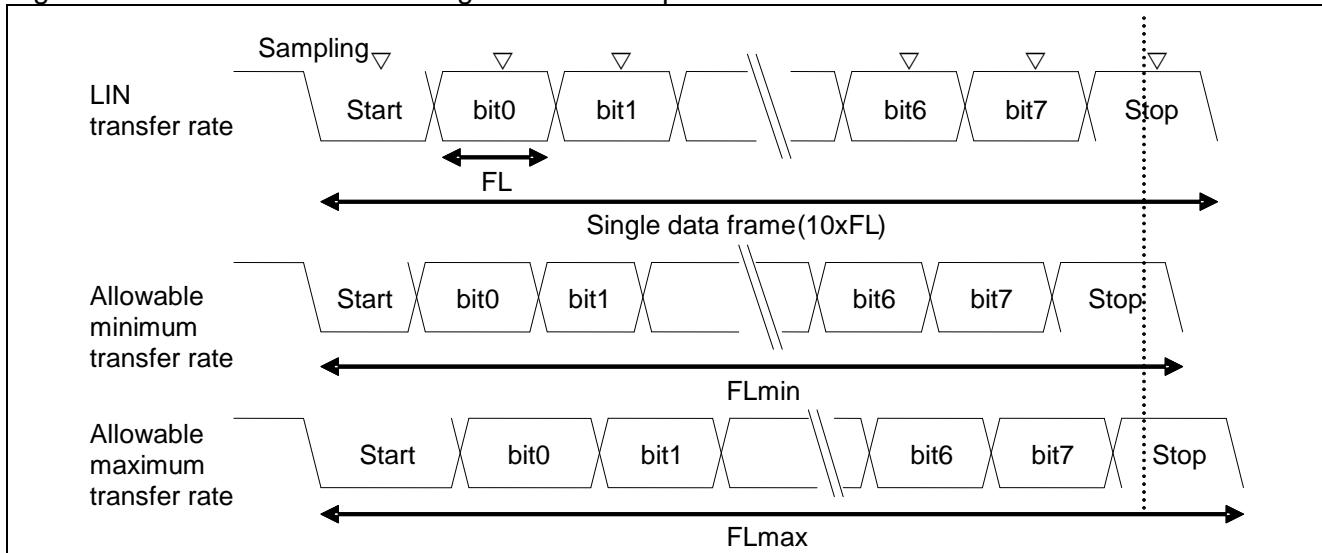 Sampling
LIN
transfer rate
Start bit0 bit1 bit6 bit7 Stop
FL
Single data frame(10xFL)
Allowable
minimum
transfer rate
Start bit0 bit1 bit6 bit7 Stop
FLmin
Allowable
maximum
transfer rate
Start bit0 bit1 bit6 bit7 Stop
FLmax